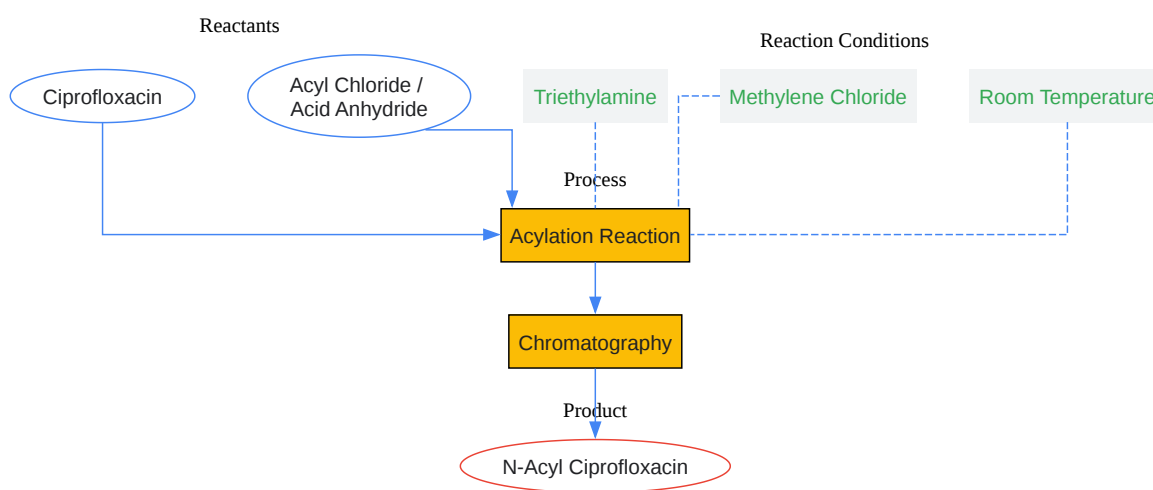 Reactants
Reaction Conditions
Ciprofloxacin
Acyl Chloride /
Acid Anhydride
Triethylamine
Methylene Chloride
Room Temperature
Process
Acylation Reaction
Chromatography
Product
N-Acyl Ciprofloxacin